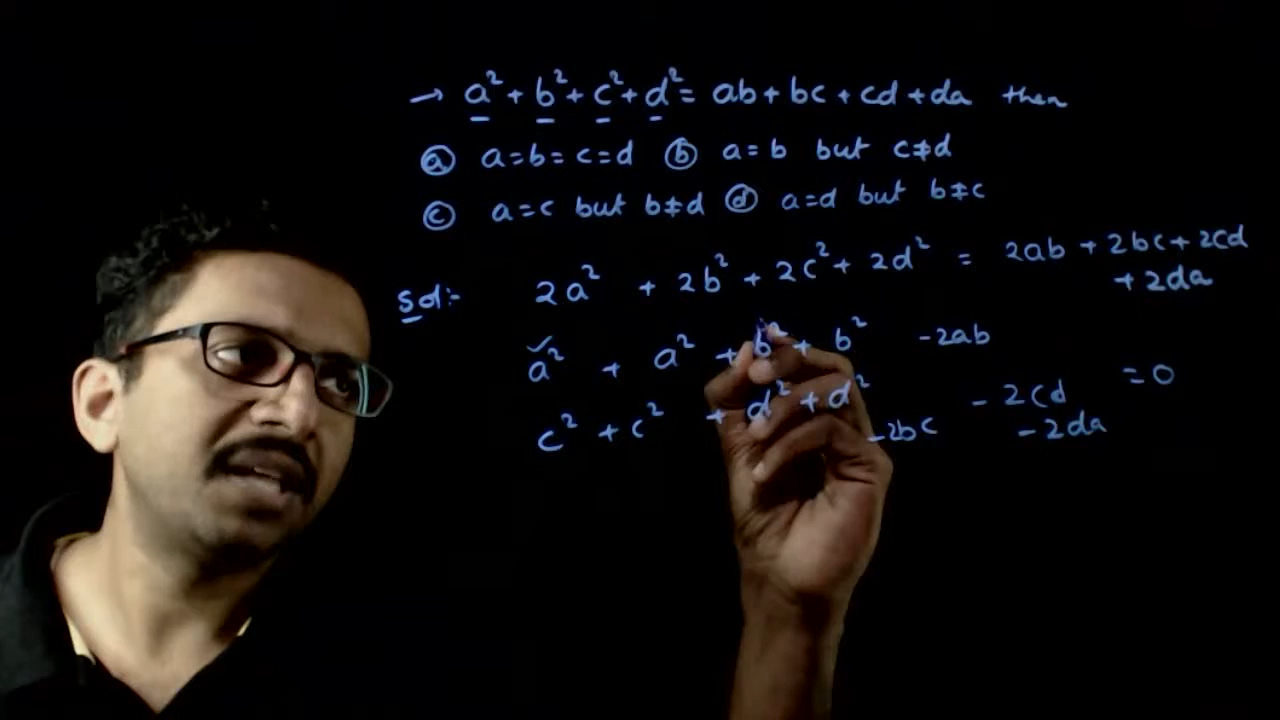 → a² + b² + c² + d² = ab + bc + cd + da then
ⓐ a = b = c = d ⓑ a = b but c ≠ d
ⓒ a = c but b ≠ d ⓓ a = d but b ≠ c
Sol:- 2a² + 2b² + 2c² + 2d² = 2ab + 2bc + 2cd
+ 2da
a² + a² + b² + b² - 2ab
c² + c² + d² + d² - 2bc - 2cd = 0
- 2da